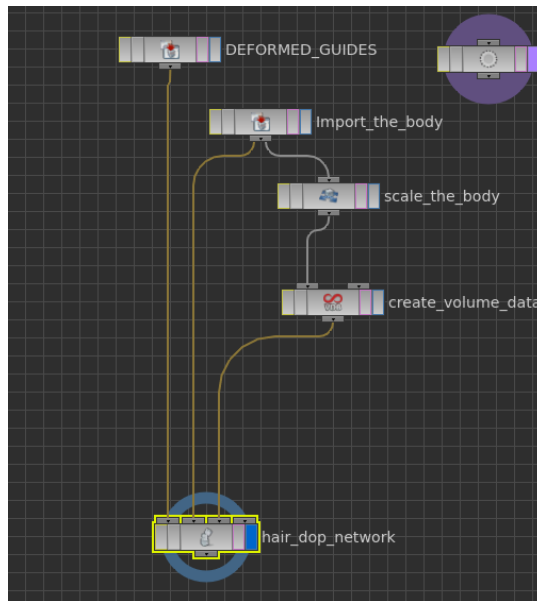 DEFORMED_GUIDES
Import_the_body
scale_the_body
create_volume_data
hair_dop_network